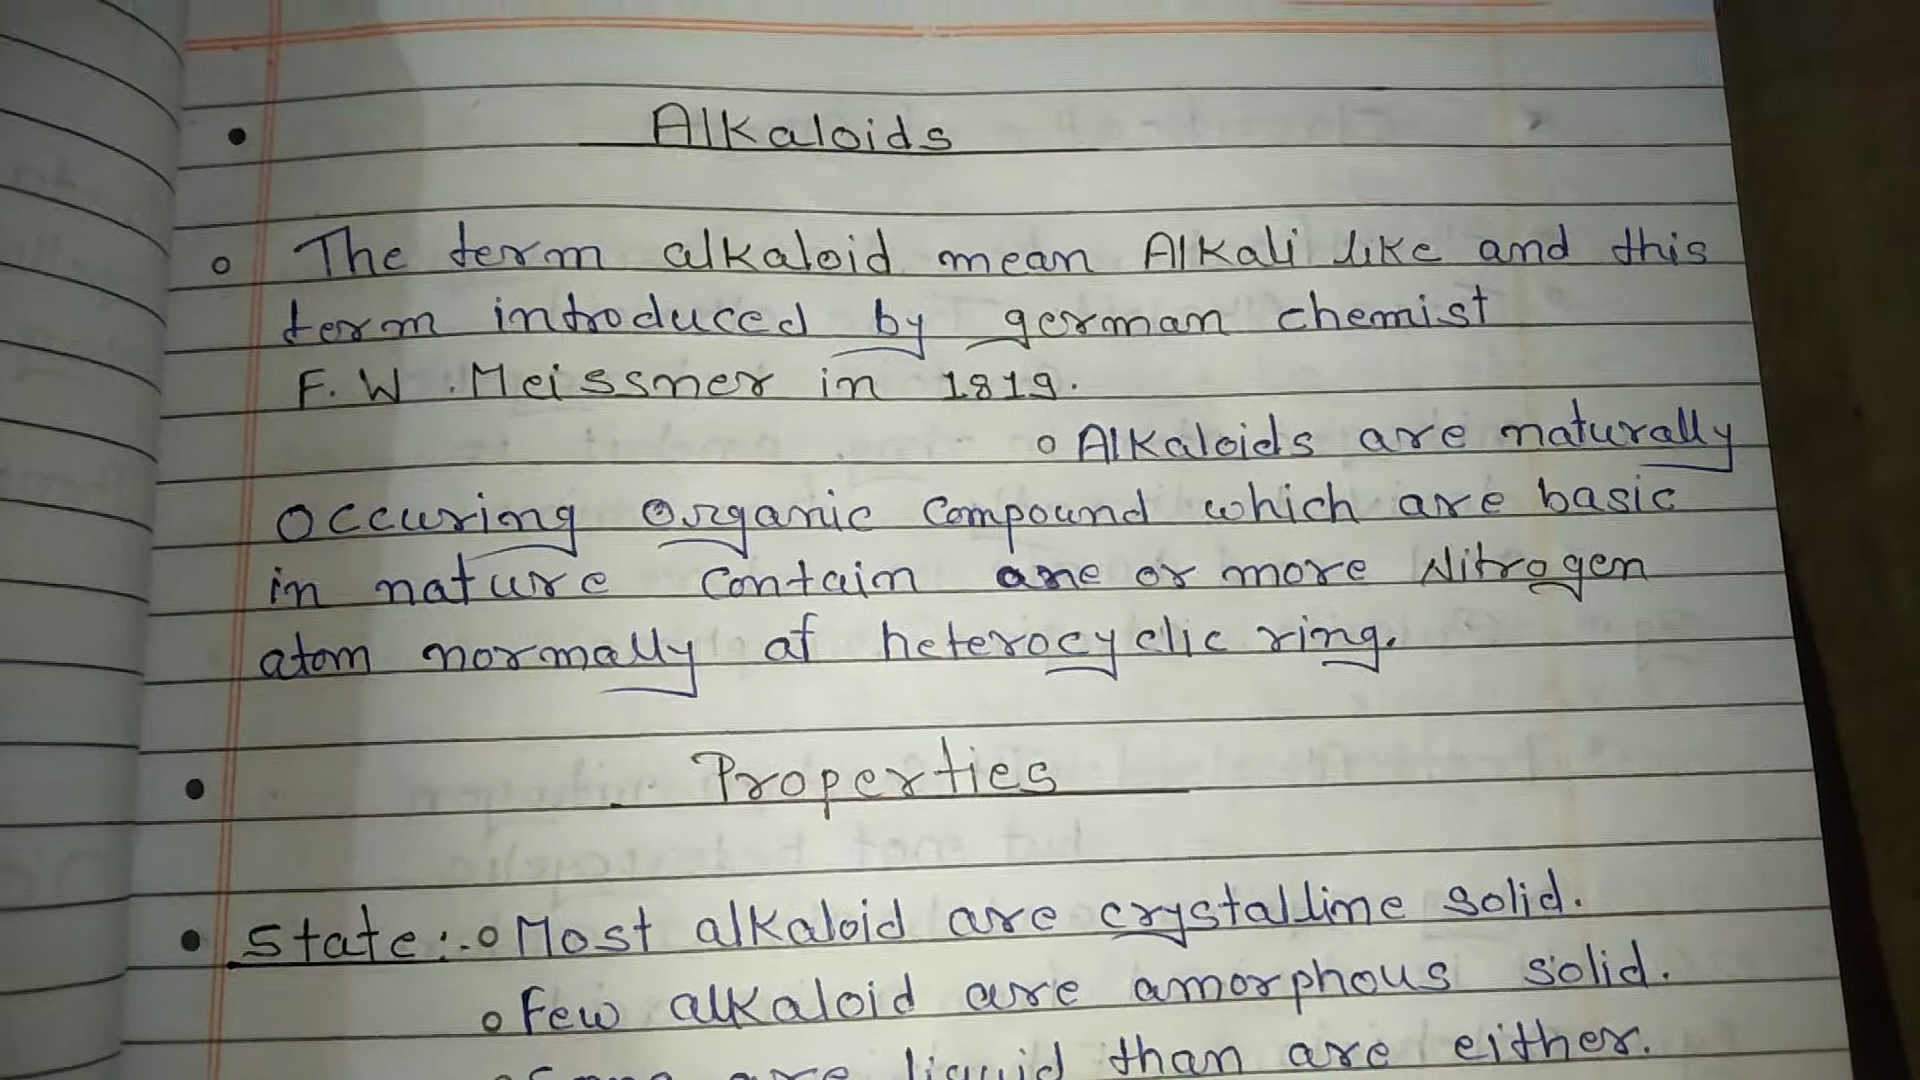 • Alkaloids
o The term alkaloid mean Alkali like and this
term introduced by german chemist
F. W. Meissner in 1819.
o Alkaloids are naturally
occuring organic compound which are basic
in nature contain one or more Nitrogen
atom normally of heterocyclic ring.
• Properties
• State:- o Most alkaloid are crystalline solid.
o Few alkaloid are amorphous solid.
o Some are liquid than are either.